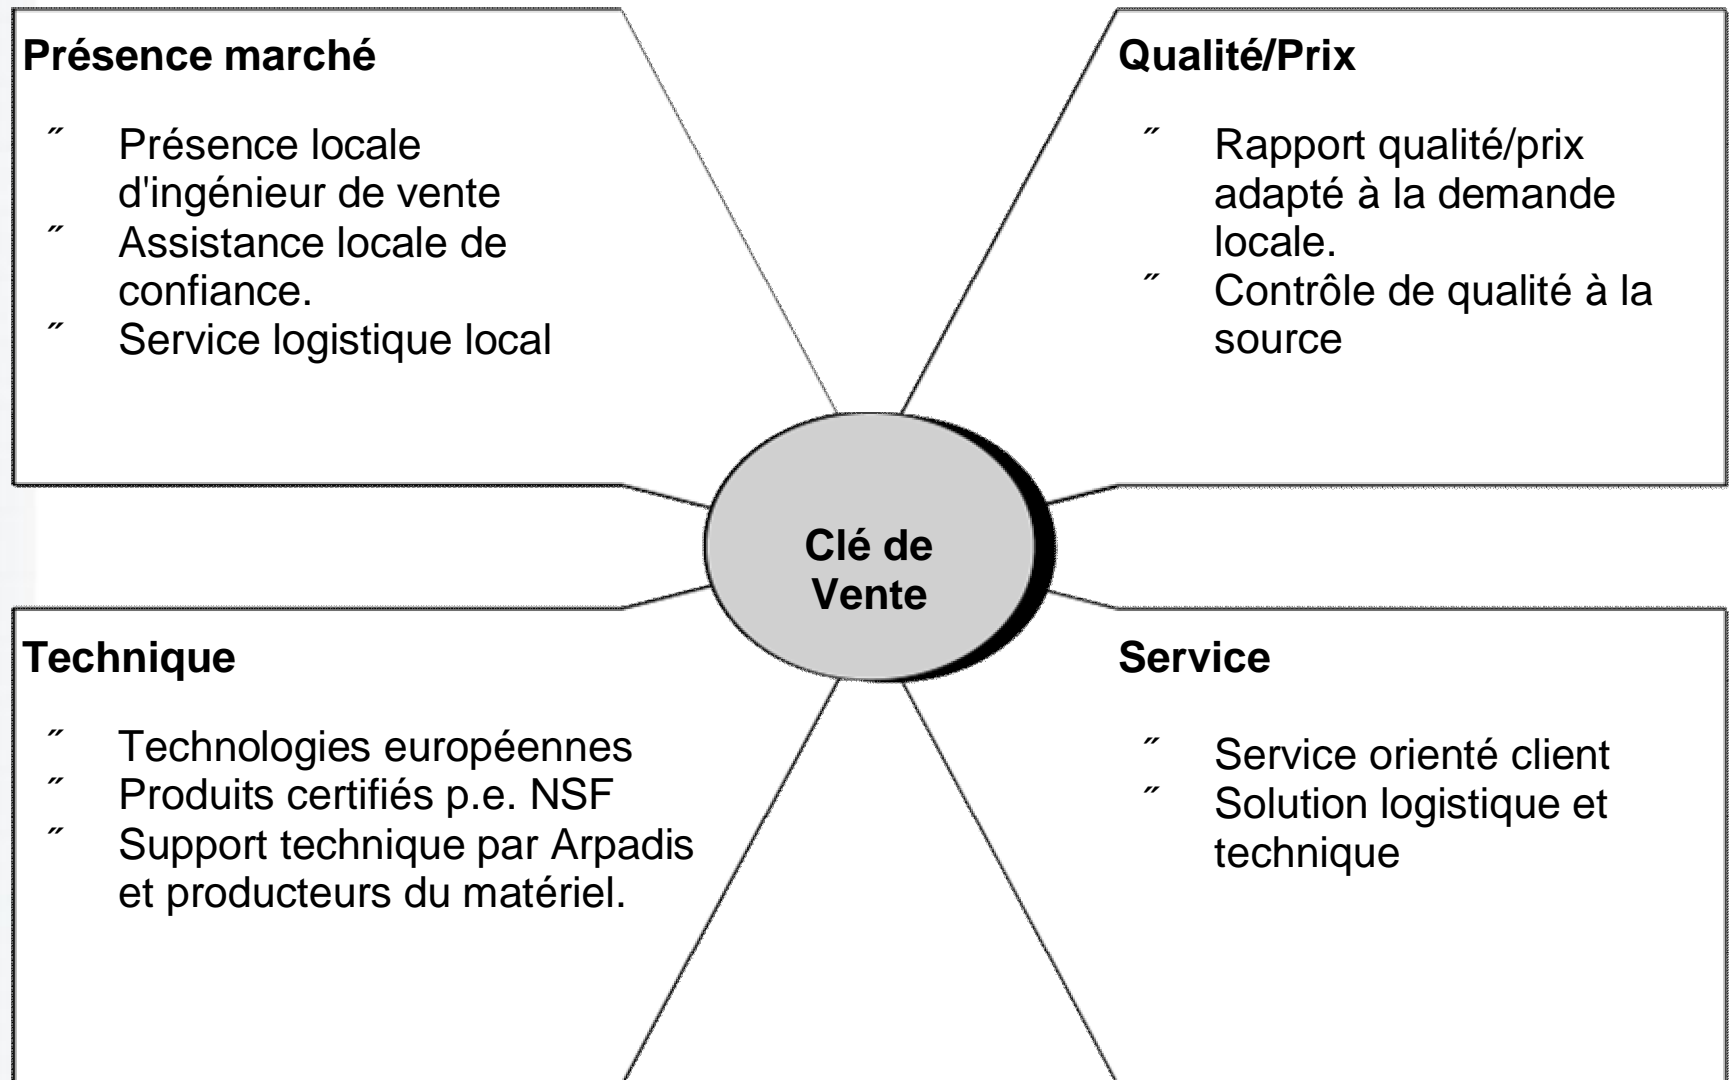 Présence marché
˝ Présence locale
d'ingénieur de vente
˝ Assistance locale de
confiance.
˝ Service logistique local
Qualité/Prix
˝ Rapport qualité/prix
adapté à la demande
locale.
˝ Contrôle de qualité à la
source
Clé de
Vente
Technique
˝ Technologies européennes
˝ Produits certifiés p.e. NSF
˝ Support technique par Arpadis
et producteurs du matériel.
Service
˝ Service orienté client
˝ Solution logistique et
technique